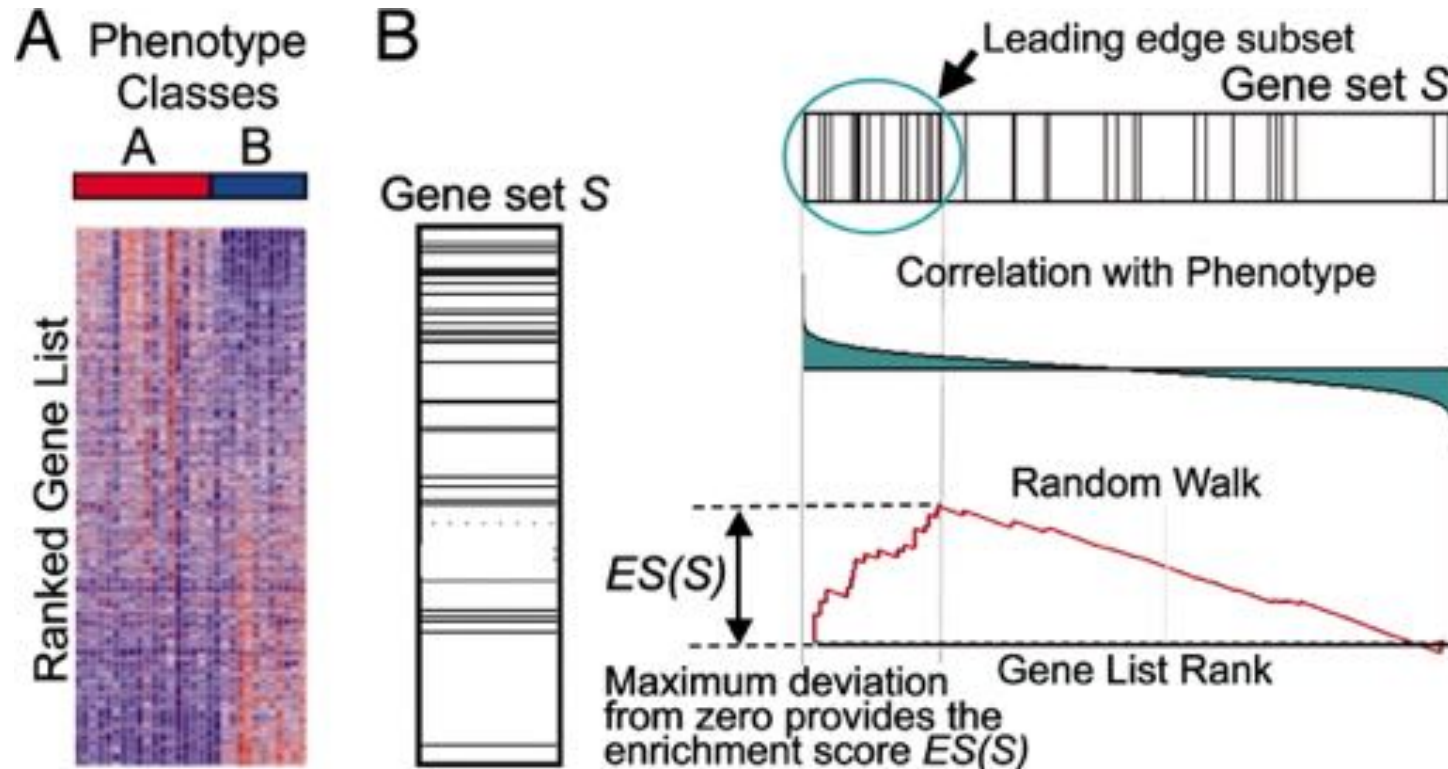 A
Phenotype
Classes
A B
Ranked Gene List
B
Gene set S
Leading edge subset
Gene set S
Correlation with Phenotype
Random Walk
ES(S)
Gene List Rank
Maximum deviation
from zero provides the
enrichment score ES(S)